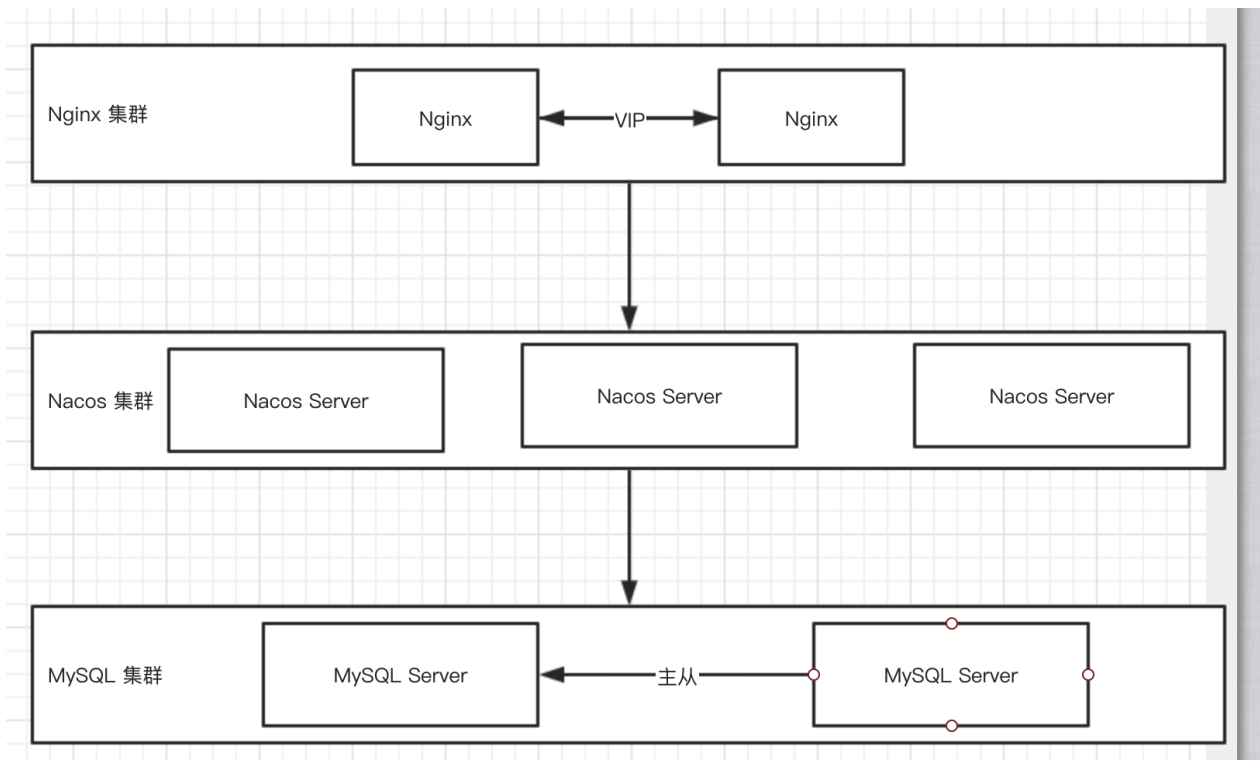 Nginx 集群
Nginx
VIP
Nginx
Nacos 集群
Nacos Server
Nacos Server
Nacos Server
MySQL 集群
MySQL Server
主从
MySQL Server